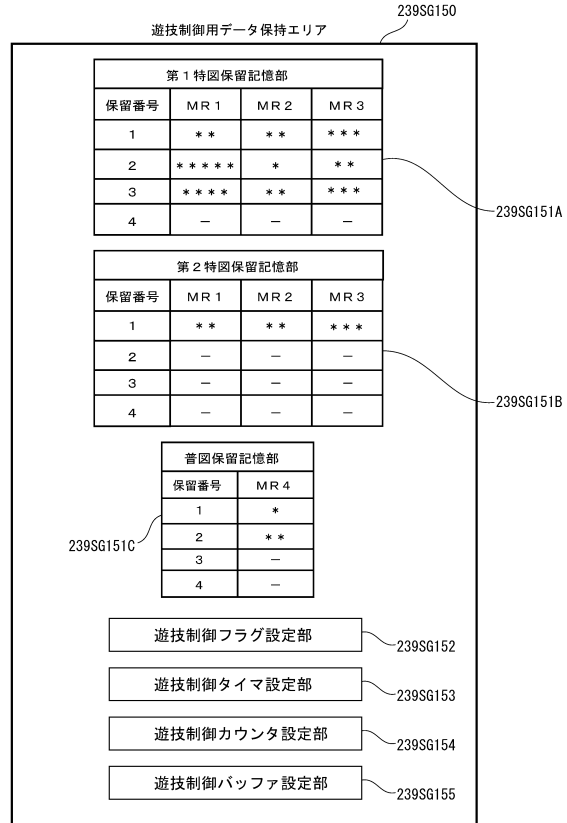 239SG150
遊技制御用データ保持エリア
第1特図保留記憶部
保留番号 MR1 MR2 MR3
1 ** ** ***
2 ***** * **
3 **** ** ***
4 － － －
239SG151A
第2特図保留記憶部
保留番号 MR1 MR2 MR3
1 ** ** ***
2 － － －
3 － － －
4 － － －
239SG151B
普図保留記憶部
保留番号 MR4
1 *
2 **
3 －
4 －
239SG151C
遊技制御フラグ設定部
239SG152
遊技制御タイマ設定部
239SG153
遊技制御カウンタ設定部
239SG154
遊技制御バッファ設定部
239SG155